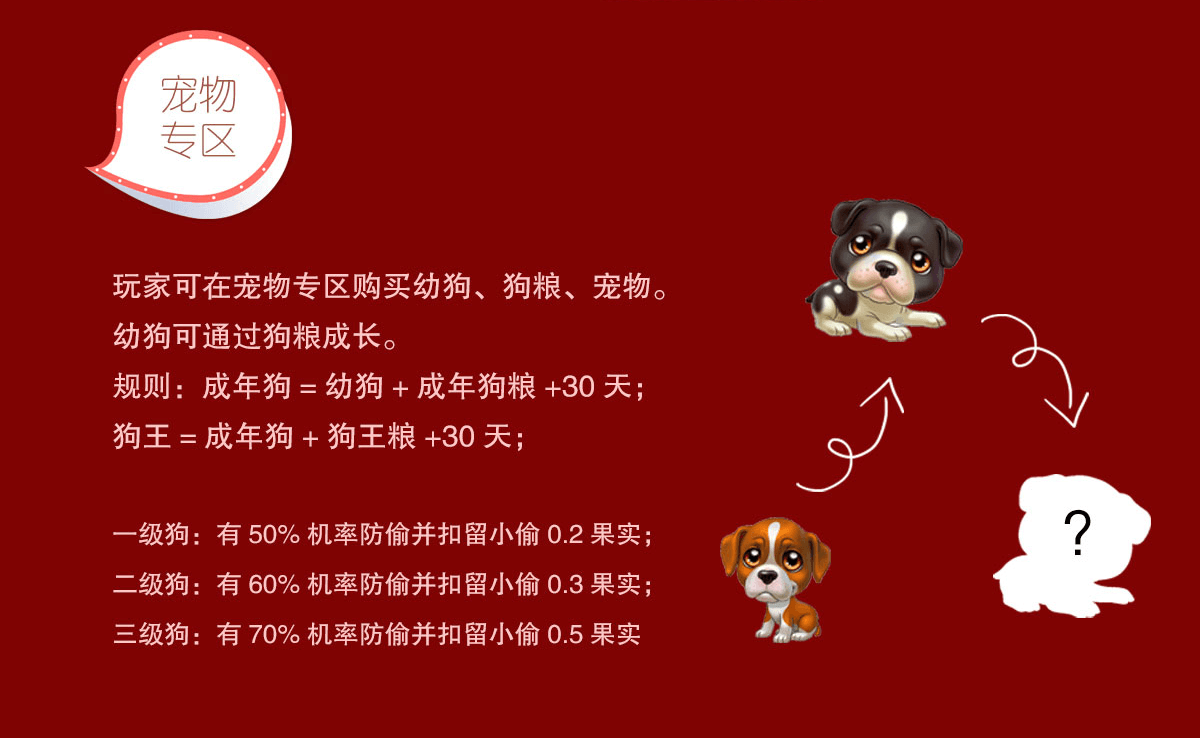 宠物
专区
玩家可在宠物专区购买幼狗、狗粮、宠物。
幼狗可通过狗粮成长。
规则：成年狗 = 幼狗 + 成年狗粮 +30 天；
狗王 = 成年狗 + 狗王粮 +30 天；
一级狗：有 50% 机率防偷并扣留小偷 0.2 果实；
二级狗：有 60% 机率防偷并扣留小偷 0.3 果实；
三级狗：有 70% 机率防偷并扣留小偷 0.5 果实
?